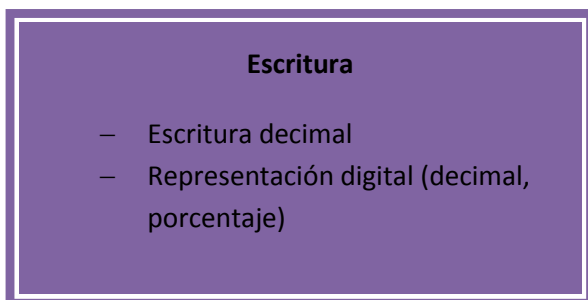 Escritura
– Escritura decimal
– Representación digital (decimal,
porcentaje)